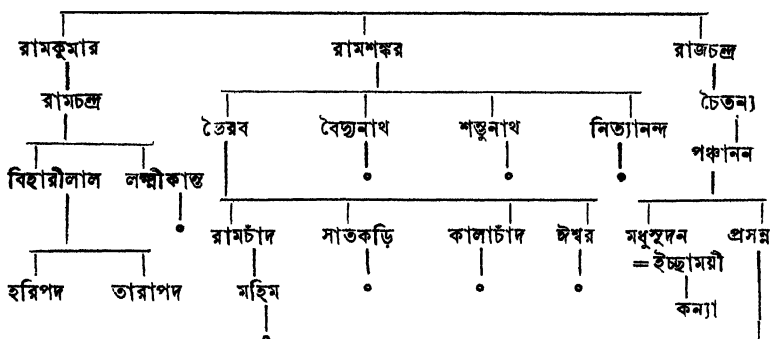 রামকুমার রামশঙ্কর রাজচন্দ্র
রামচন্দ্র চৈতন্য
ভৈরব বৈদ্যনাথ শম্ভুনাথ নিত্যানন্দ
পঞ্চানন
বিহারীলাল লক্ষ্মীকান্ত
রামচাঁদ সাতকড়ি কালাচাঁদ ঈশ্বর মধুসূদন প্রসন্ন
= ইচ্ছাময়ী
হরিপদ তারাপদ মহিম
কন্যা